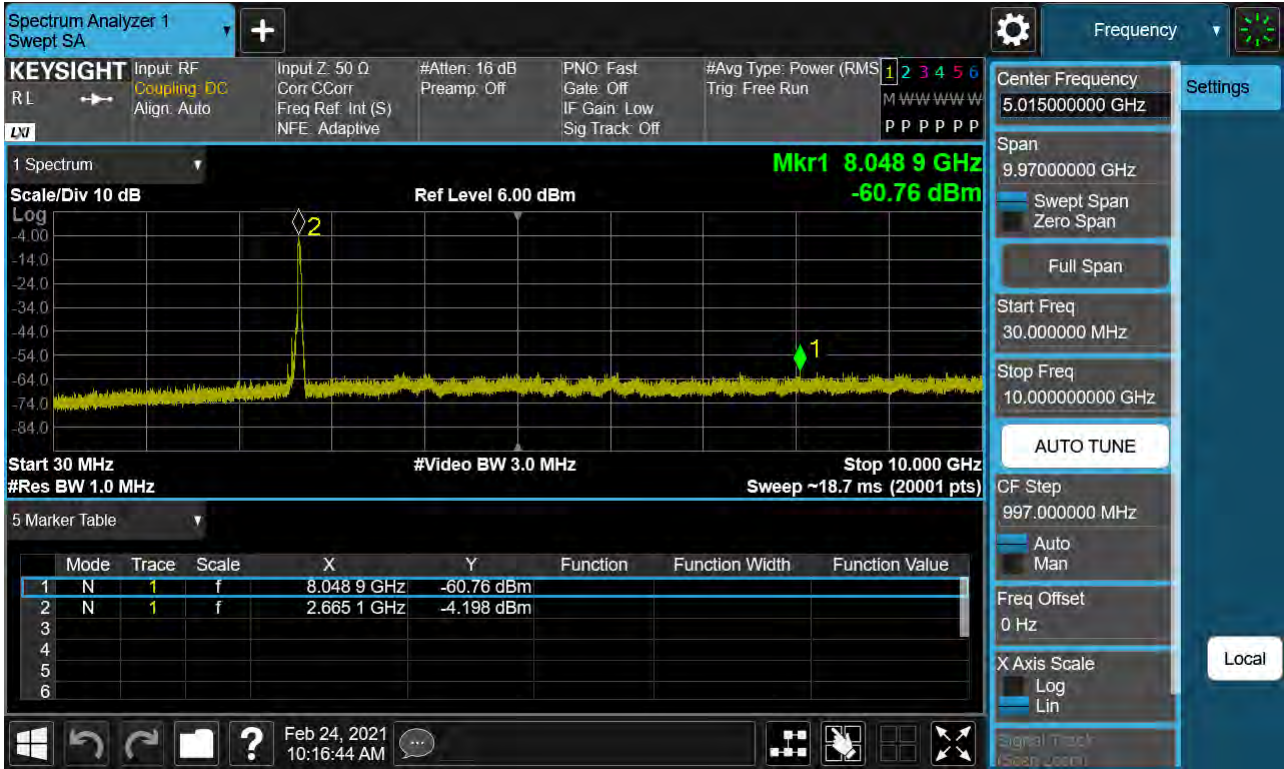 Spectrum Analyzer 1
Swept SA
+
Frequency
KEYSIGHT
RL
LXI
Input: RF
Coupling: DC
Align: Auto
Input Z: 50 Ω
Corr CCorr
Freq Ref: Int (S)
NFE: Adaptive
#Atten: 16 dB
Preamp: Off
PNO: Fast
Gate: Off
IF Gain: Low
Sig Track: Off
#Avg Type: Power (RMS
Trig: Free Run
1 2 3 4 5 6
M W W W W W
P P P P P P
1 Spectrum
Mkr1 8.048 9 GHz
-60.76 dBm
Scale/Div 10 dB
Ref Level 6.00 dBm
Log
-4.00
-14.0
-24.0
-34.0
-44.0
-54.0
-64.0
-74.0
-84.0
2
1
Start 30 MHz
#Video BW 3.0 MHz
Stop 10.000 GHz
#Res BW 1.0 MHz
Sweep ~18.7 ms (20001 pts)
5 Marker Table
Mode Trace Scale X Y Function Function Width Function Value
1 N 1 f 8.048 9 GHz -60.76 dBm
2 N 1 f 2.665 1 GHz -4.198 dBm
3
4
5
6
Center Frequency
5.015000000 GHz
Span
9.97000000 GHz
Swept Span
Zero Span
Full Span
Start Freq
30.000000 MHz
Stop Freq
10.000000000 GHz
AUTO TUNE
CF Step
997.000000 MHz
Auto
Man
Freq Offset
0 Hz
X Axis Scale
Log
Lin
Signal Track
(Span Zoom)
Settings
Local
?
Feb 24, 2021
10:16:44 AM